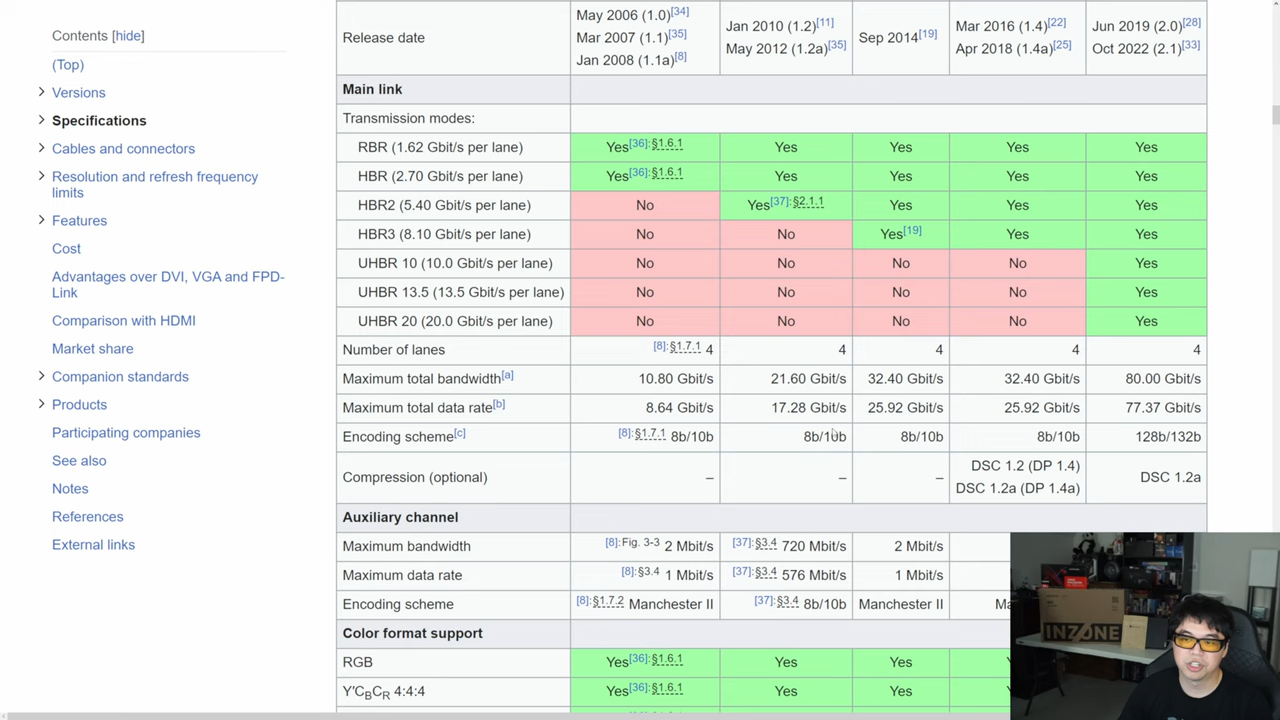 Contents [hide]
(Top)
Versions
Specifications
Cables and connectors
Resolution and refresh frequency
limits
Features
Cost
Advantages over DVI, VGA and FPD-
Link
Comparison with HDMI
Market share
Companion standards
Products
Participating companies
See also
Notes
References
External links
Release date May 2006 (1.0)[34] Mar 2007 (1.1)[35] Jan 2008 (1.1a)[8] Jan 2010 (1.2)[11] May 2012 (1.2a)[35] Sep 2014[19] Mar 2016 (1.4)[22] Apr 2018 (1.4a)[25] Jun 2019 (2.0)[28] Oct 2022 (2.1)[33]
Main link
Transmission modes:
RBR (1.62 Gbit/s per lane) Yes[36]:§1.6.1 Yes Yes Yes Yes
HBR (2.70 Gbit/s per lane) Yes[36]:§1.6.1 Yes Yes Yes Yes
HBR2 (5.40 Gbit/s per lane) No Yes[37]:§2.1.1 Yes Yes Yes
HBR3 (8.10 Gbit/s per lane) No No Yes[19] Yes Yes
UHBR 10 (10.0 Gbit/s per lane) No No No No Yes
UHBR 13.5 (13.5 Gbit/s per lane) No No No No Yes
UHBR 20 (20.0 Gbit/s per lane) No No No No Yes
Number of lanes [8]:§1.7.1 4 4 4 4 4
Maximum total bandwidth[a] 10.80 Gbit/s 21.60 Gbit/s 32.40 Gbit/s 32.40 Gbit/s 80.00 Gbit/s
Maximum total data rate[b] 8.64 Gbit/s 17.28 Gbit/s 25.92 Gbit/s 25.92 Gbit/s 77.37 Gbit/s
Encoding scheme[c] [8]:§1.7.1 8b/10b 8b/10b 8b/10b 8b/10b 128b/132b
Compression (optional) – – – DSC 1.2 (DP 1.4) DSC 1.2a (DP 1.4a) DSC 1.2a
Auxiliary channel
Maximum bandwidth [8]:Fig. 3-3 2 Mbit/s [37]:§3.4 720 Mbit/s 2 Mbit/s
Maximum data rate [8]:§3.4 1 Mbit/s [37]:§3.4 576 Mbit/s 1 Mbit/s
Encoding scheme [8]:§1.7.2 Manchester II [37]:§3.4 8b/10b Manchester II
Color format support
RGB Yes[36]:§1.6.1 Yes Yes
Y′CBCR 4:4:4 Yes[36]:§1.6.1 Yes Yes
INZONE